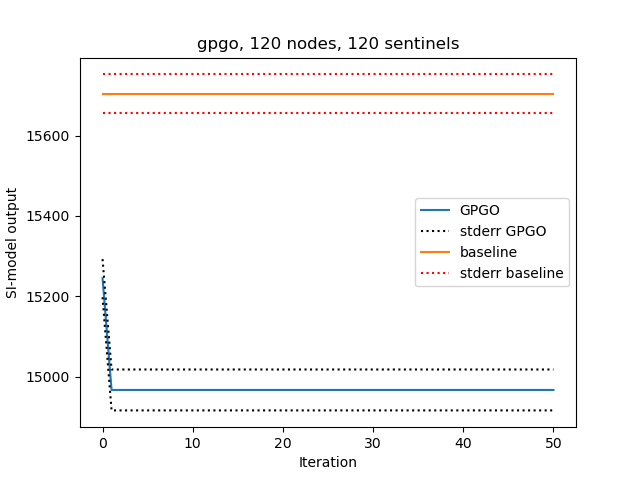 gpgo, 120 nodes, 120 sentinels
SI-model output
15600
15400
15200
15000
GPGO
stderr GPGO
baseline
stderr baseline
0 10 20 30 40 50
Iteration